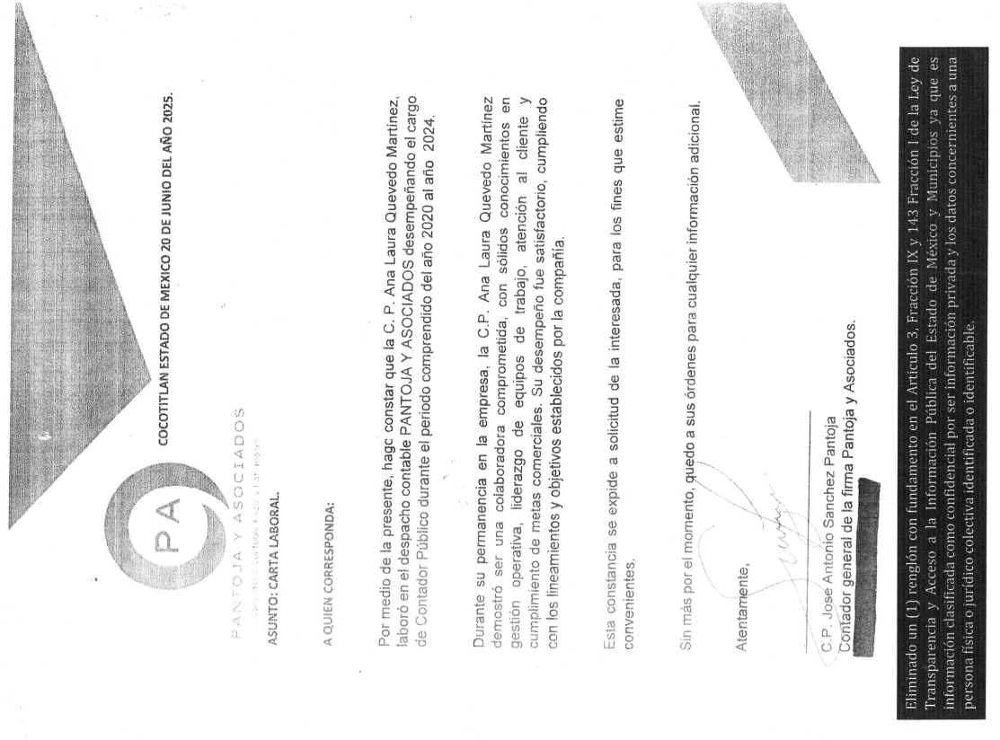 COCOTITLAN ESTADO DE MEXICO 20 DE JUNIO DEL AÑO 2025.
PA
PANTOJA Y ASOCIADOS
ASUNTO: CARTA LABORAL.
A QUIEN CORRESPONDA:
Por medio de la presente, hago constar que la C. P. Ana Laura Quevedo Martínez,
laboró en el despacho contable PANTOJA Y ASOCIADOS desempeñando el cargo
de Contador Público durante el periodo comprendido del año 2020 al año 2024.
Durante su permanencia en la empresa, la C.P. Ana Laura Quevedo Martínez
demostró ser una colaboradora comprometida, con sólidos conocimientos en
gestión operativa, liderazgo de equipos de trabajo, atención al cliente y
cumplimiento de metas comerciales. Su desempeño fue satisfactorio, cumpliendo
con los lineamientos y objetivos establecidos por la compañía.
Esta constancia se expide a solicitud de la interesada, para los fines que estime
convenientes.
Sin más por el momento, quedo a sus órdenes para cualquier información adicional.
Atentamente,
C.P. Jose Antonio Sanchez Pantoja
Contador general de la firma Pantoja y Asociados.
Eliminado un (1) renglón con fundamento en el Artículo 3, Fracción IX y 143 Fracción I de la Ley de
Transparencia y Acceso a la Información Pública del Estado de México y Municipios ya que es
información clasificada como confidencial por ser información privada y los datos concernientes a una
persona física o jurídico colectiva identificada o identificable.